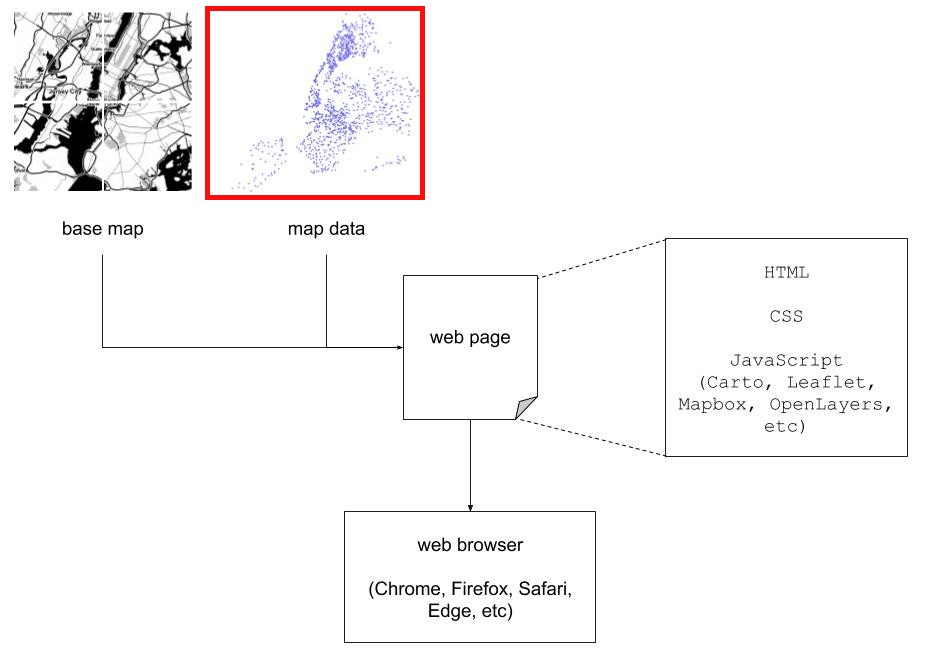 Jersey City
base map
map data
web page
HTML
CSS
JavaScript
(Carto, Leaflet,
Mapbox, OpenLayers,
etc)
web browser
(Chrome, Firefox, Safari,
Edge, etc)